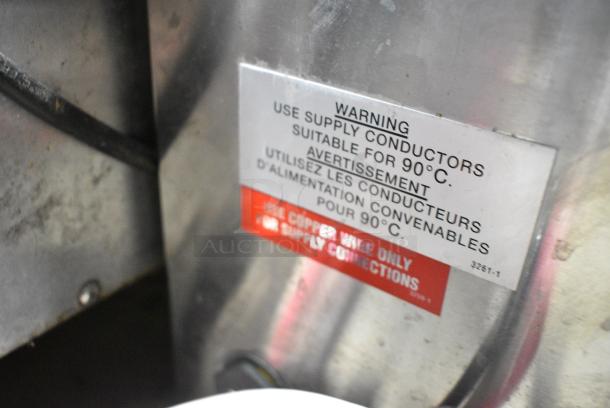 WARNING
USE SUPPLY CONDUCTORS
SUITABLE FOR 90°C.
AVERTISSEMENT
UTILISEZ LES CONDUCTEURS
D'ALIMENTATION CONVENABLES
POUR 90°C.
3261-1
USE COPPER WIRE ONLY
FOR SUPPLY CONNECTIONS